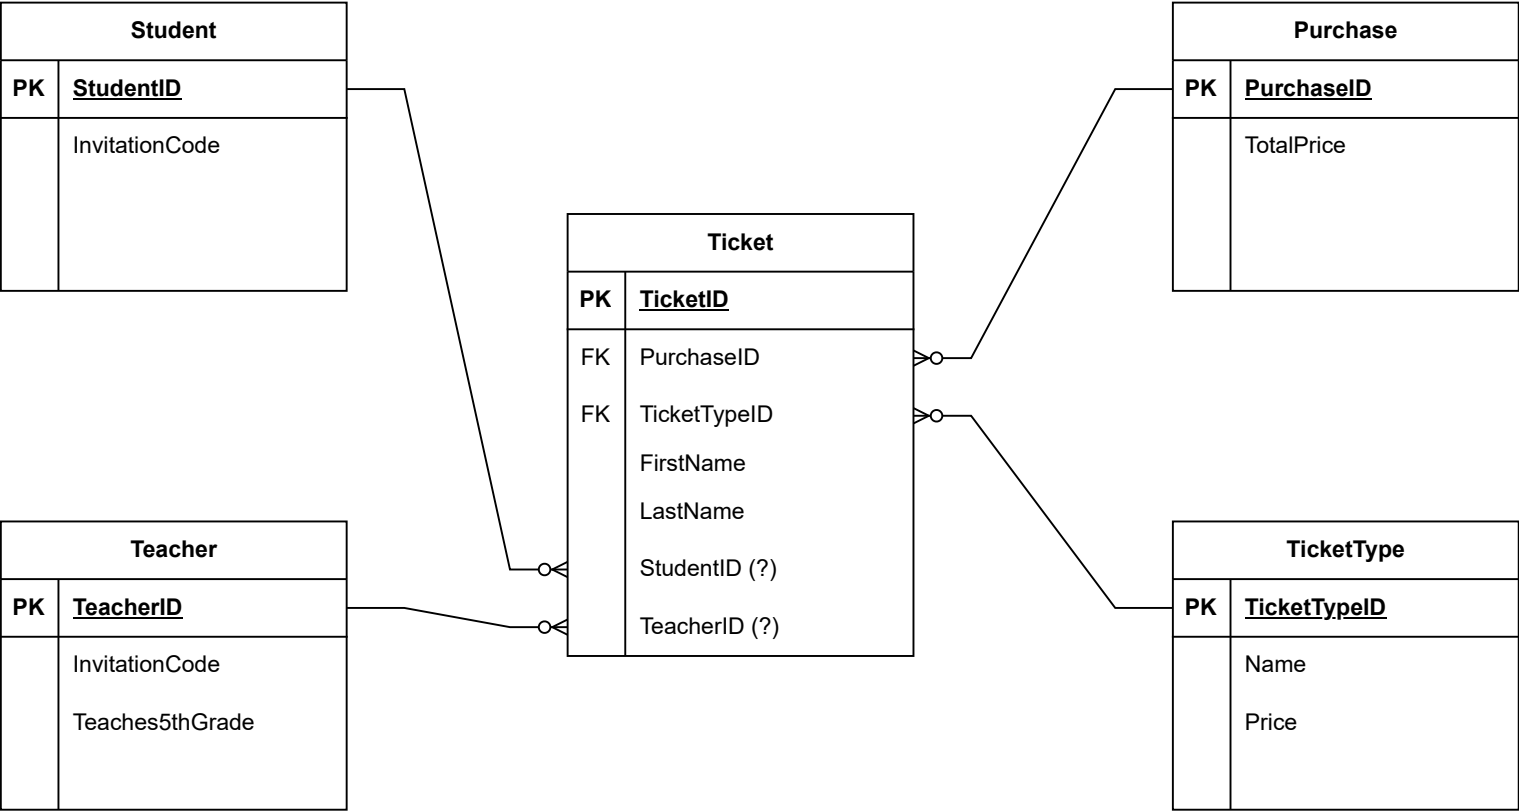 Student
PK StudentID
InvitationCode
Purchase
PK PurchaseID
TotalPrice
Ticket
PK TicketID
FK PurchaseID
FK TicketTypeID
FirstName
LastName
StudentID (?)
TeacherID (?)
Teacher
PK TeacherID
InvitationCode
Teaches5thGrade
TicketType
PK TicketTypeID
Name
Price